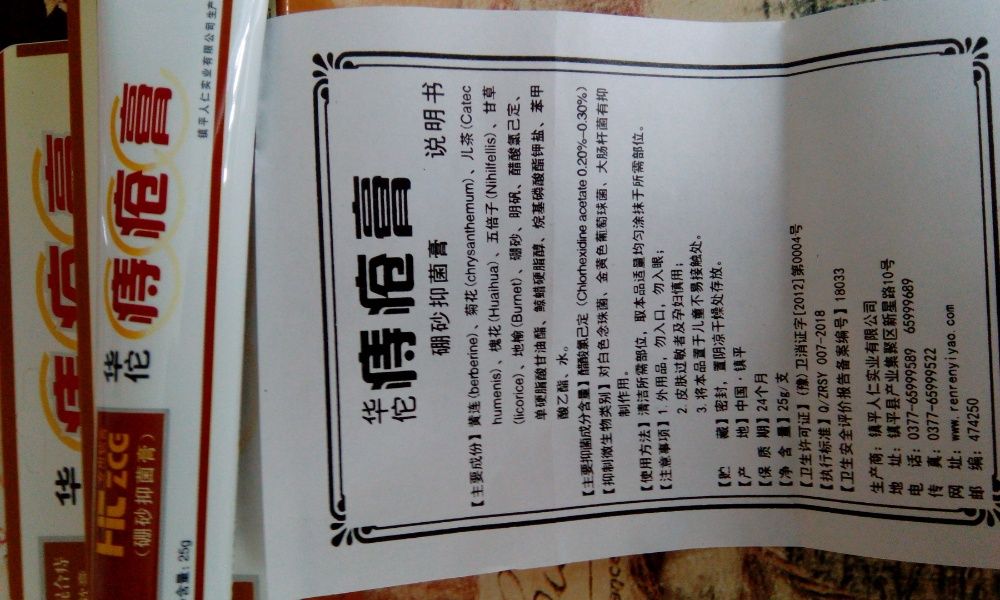 华佗
痔疮膏
说明书
硼砂抑菌膏
【主要成份】黄连(berberine)、菊花(chrysanthemum)、儿茶(Catec
humenis)、槐花(Huaihua)、五倍子(Nihilfellis)、甘草
(licorice)、地榆(Burnet)、硼砂、明矾、醋酸氯己定、
单硬脂酸甘油酯、鲸蜡硬脂醇、烷基磷酸酯钾盐、苯甲
酸乙酯、水。
【主要抑菌成分含量】醋酸氯己定(Chlorhexidine acetate 0.20%–0.30%)
【抑制微生物类别】对白色念珠菌、金黄色葡萄球菌、大肠杆菌有抑
制作用。
【使用方法】清洁所需部位，取本品适量均匀涂抹于所需部位。
【注意事项】1. 外用品，勿入口，勿入眼；
2. 皮肤过敏者及孕妇慎用；
3. 将本品置于儿童不易接触处。
【贮 藏】密封，置阴凉干燥处存放。
【产 地】中国·镇平
【保 质 期】24个月
【净 含 量】25g/支
【卫生许可证】(豫)卫消证字[2012]第0004号
【执行标准】Q/ZRSY 007-2018
【卫生安全评价报告备案编号】18033
生产商：镇平人仁实业有限公司
地 址：镇平县产业集聚区新星路10号
电 话：0377-65999589 65999689
传 真：0377-65999522
网 址：www.renrenyiyao.com
邮 编：474250
镇平人仁实业有限公司生产
华佗
痔疮膏
(硼砂抑菌膏)
含量：25g
华
痔疮膏